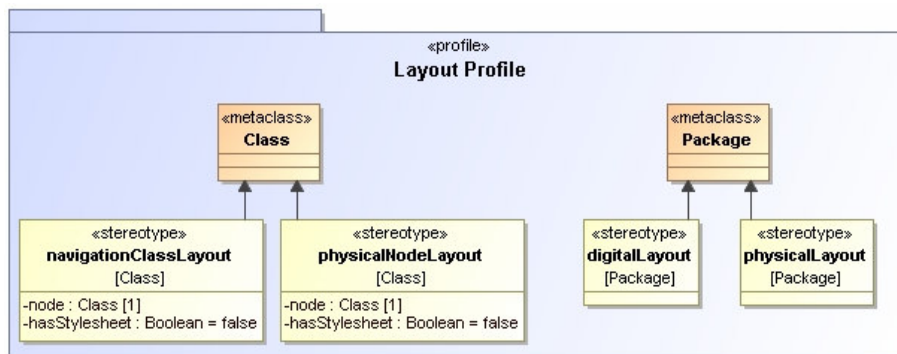 «profile»
Layout Profile
«metaclass»
Class
«metaclass»
Package
«stereotype»
navigationClassLayout
[Class]
-node : Class [1]
-hasStylesheet : Boolean = false
«stereotype»
physicalNodeLayout
[Class]
-node : Class [1]
-hasStylesheet : Boolean = false
«stereotype»
digitalLayout
[Package]
«stereotype»
physicalLayout
[Package]